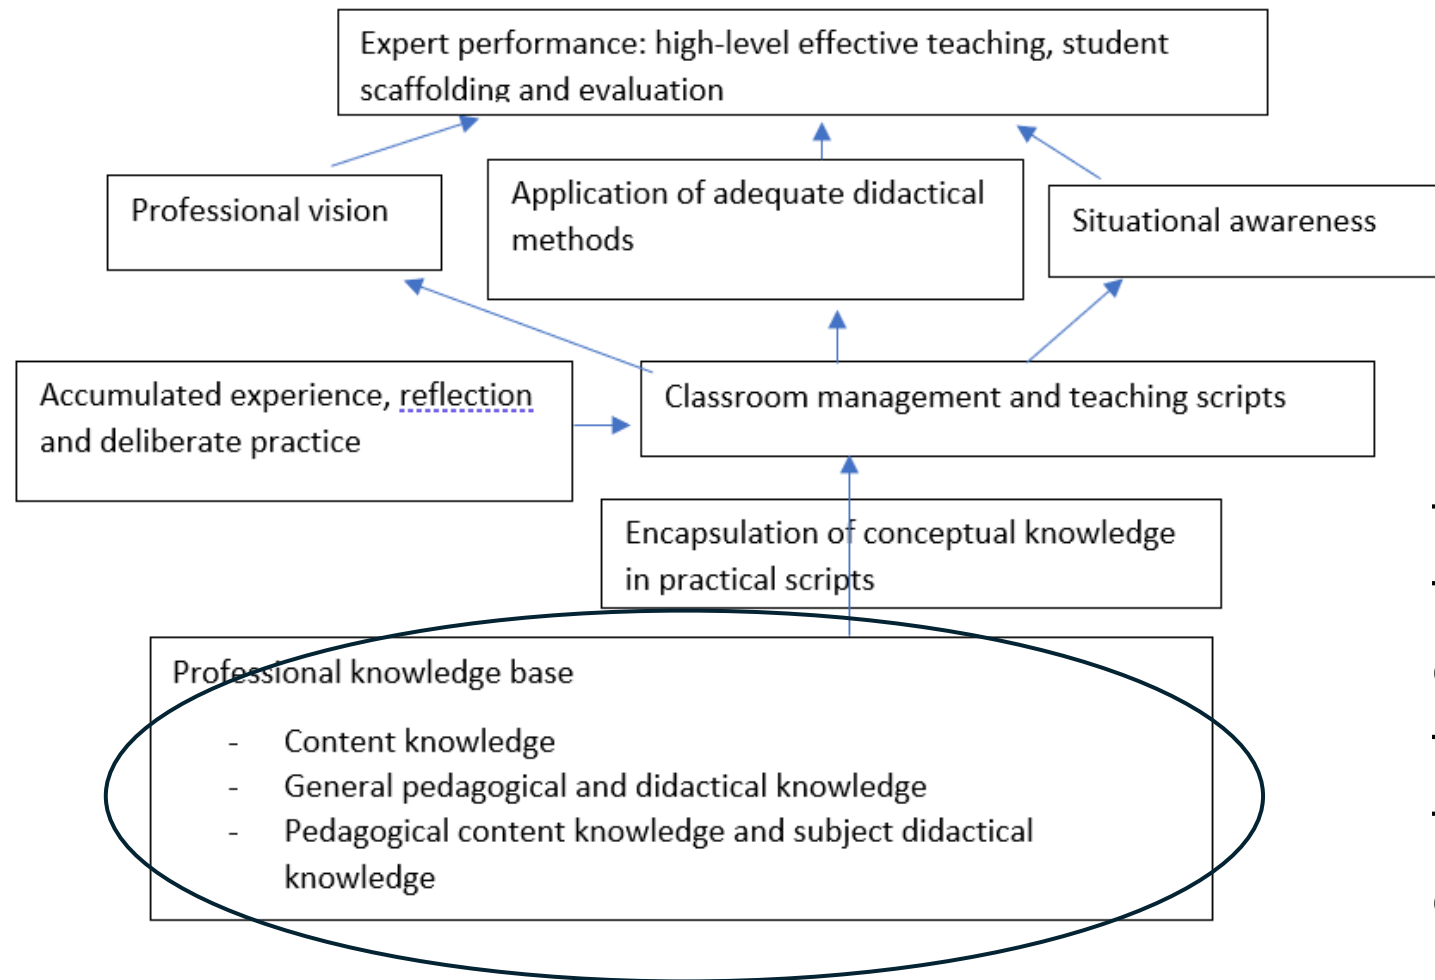 Expert performance: high-level effective teaching, student
scaffolding and evaluation
Professional vision
Application of adequate didactical
methods
Situational awareness
Accumulated experience, reflection
and deliberate practice
Classroom management and teaching scripts
Encapsulation of conceptual knowledge
in practical scripts
Professional knowledge base
- Content knowledge
- General pedagogical and didactical knowledge
- Pedagogical content knowledge and subject didactical
knowledge